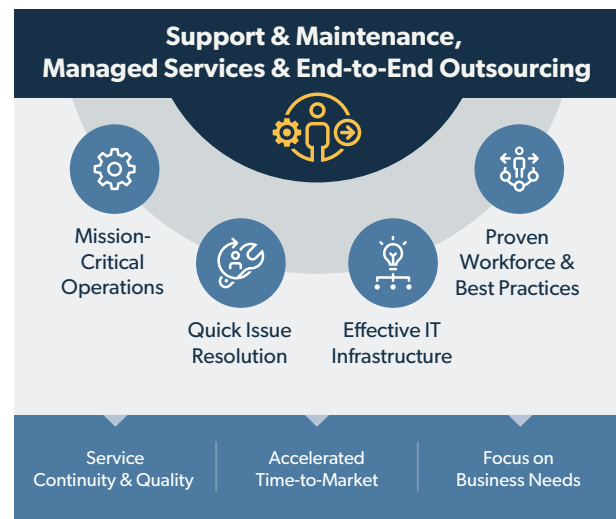 Support & Maintenance,
Managed Services & End-to-End Outsourcing
Mission-
Critical
Operations
Quick Issue
Resolution
Effective IT
Infrastructure
Proven
Workforce &
Best Practices
Service
Continuity & Quality
Accelerated
Time-to-Market
Focus on
Business Needs